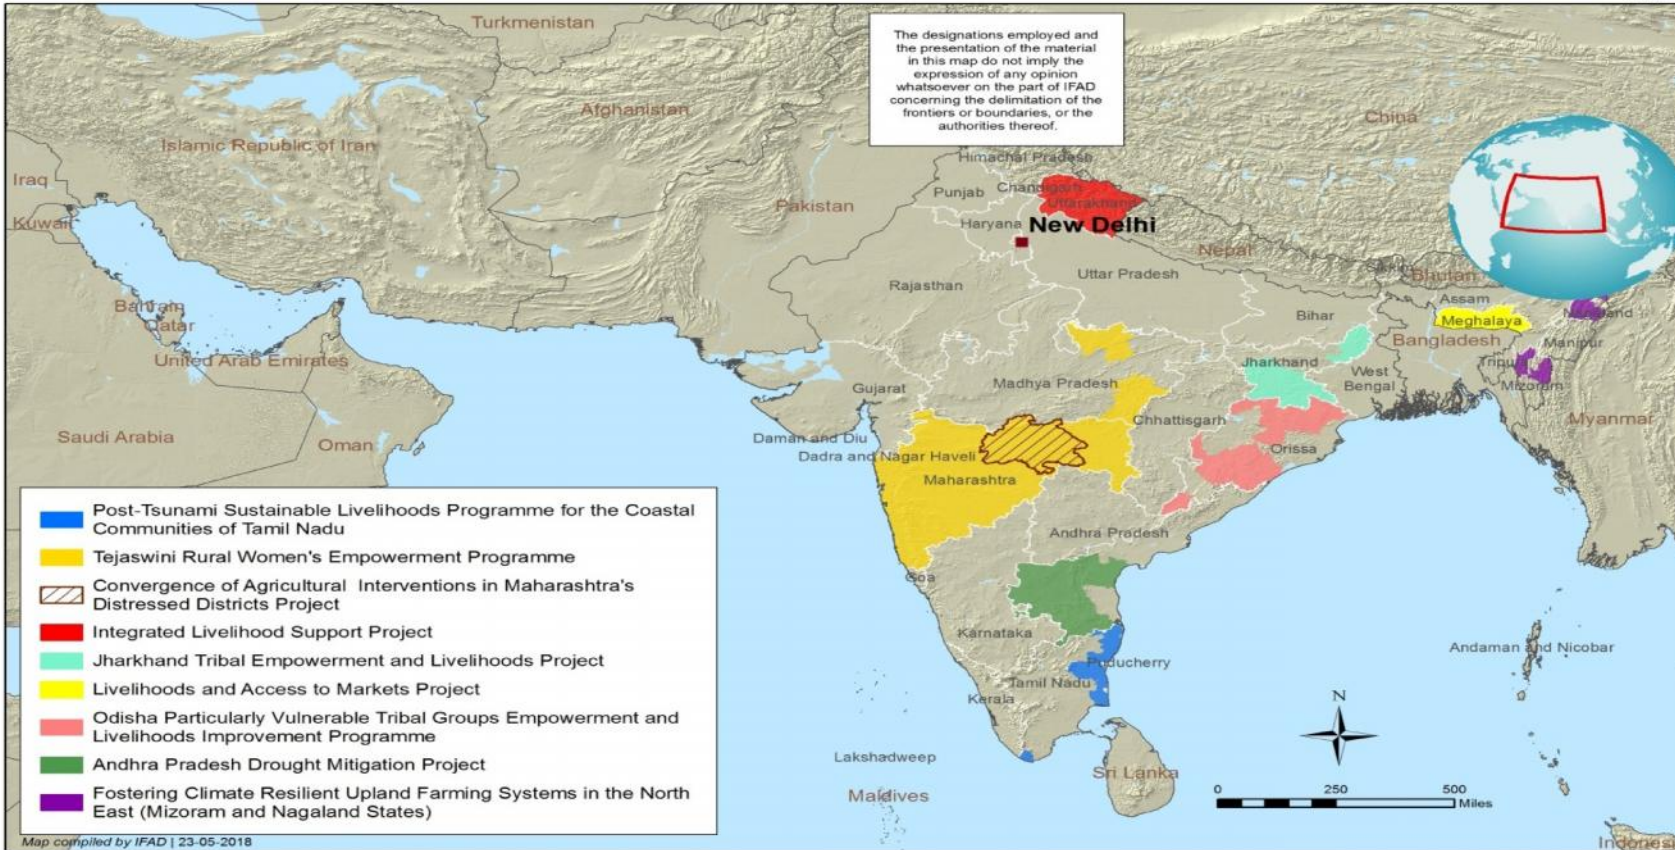 Turkmenistan
The designations employed and
the presentation of the material
in this map do not imply the
expression of any opinion
whatsoever on the part of IFAD
concerning the delimitation of the
frontiers or boundaries, or the
authorities thereof.
Afghanistan
China
Islamic Republic of Iran
Himachal Pradesh
Iraq
Punjab
Chandigarh
Uttarakhand
Pakistan
Kuwait
Haryana
New Delhi
Nepal
Uttar Pradesh
Bhutan
Rajasthan
Assam
Bahrain
Qatar
Bihar
Meghalaya
Nagaland
Bangladesh
Manipur
United Arab Emirates
Jharkhand
Tripura
West
Bengal
Mizoram
Gujarat
Madhya Pradesh
Chhattisgarh
Myanmar
Saudi Arabia
Oman
Daman and Diu
Dadra and Nagar Haveli
Orissa
Maharashtra
Andhra Pradesh
Goa
Karnataka
Puducherry
Andaman and Nicobar
Tamil Nadu
Kerala
Lakshadweep
Sri Lanka
Maldives
Indones
N
0 250 500
Miles
Post-Tsunami Sustainable Livelihoods Programme for the Coastal
Communities of Tamil Nadu
Tejaswini Rural Women's Empowerment Programme
Convergence of Agricultural Interventions in Maharashtra's
Distressed Districts Project
Integrated Livelihood Support Project
Jharkhand Tribal Empowerment and Livelihoods Project
Livelihoods and Access to Markets Project
Odisha Particularly Vulnerable Tribal Groups Empowerment and
Livelihoods Improvement Programme
Andhra Pradesh Drought Mitigation Project
Fostering Climate Resilient Upland Farming Systems in the North
East (Mizoram and Nagaland States)
Map compiled by IFAD | 23-05-2018